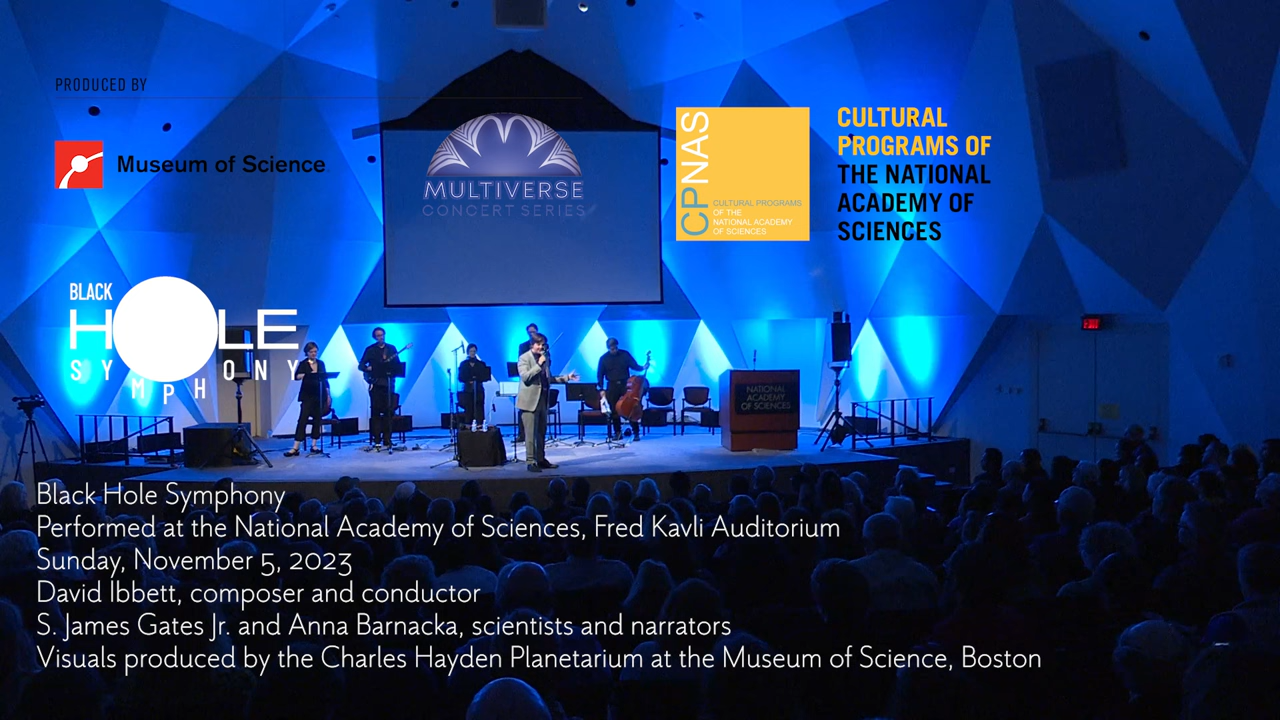 PRODUCED BY
Museum of Science
MULTIVERSE
CONCERT SERIES
CPNAS
CULTURAL PROGRAMS
OF THE
NATIONAL ACADEMY
OF SCIENCES
CULTURAL
PROGRAMS OF
THE NATIONAL
ACADEMY OF
SCIENCES
BLACK
HOLE
SYMPHONY
EXIT
NATIONAL
ACADEMY
OF SCIENCES
Black Hole Symphony
Performed at the National Academy of Sciences, Fred Kavli Auditorium
Sunday, November 5, 2023
David Ibbett, composer and conductor
S. James Gates Jr. and Anna Barnacka, scientists and narrators
Visuals produced by the Charles Hayden Planetarium at the Museum of Science, Boston